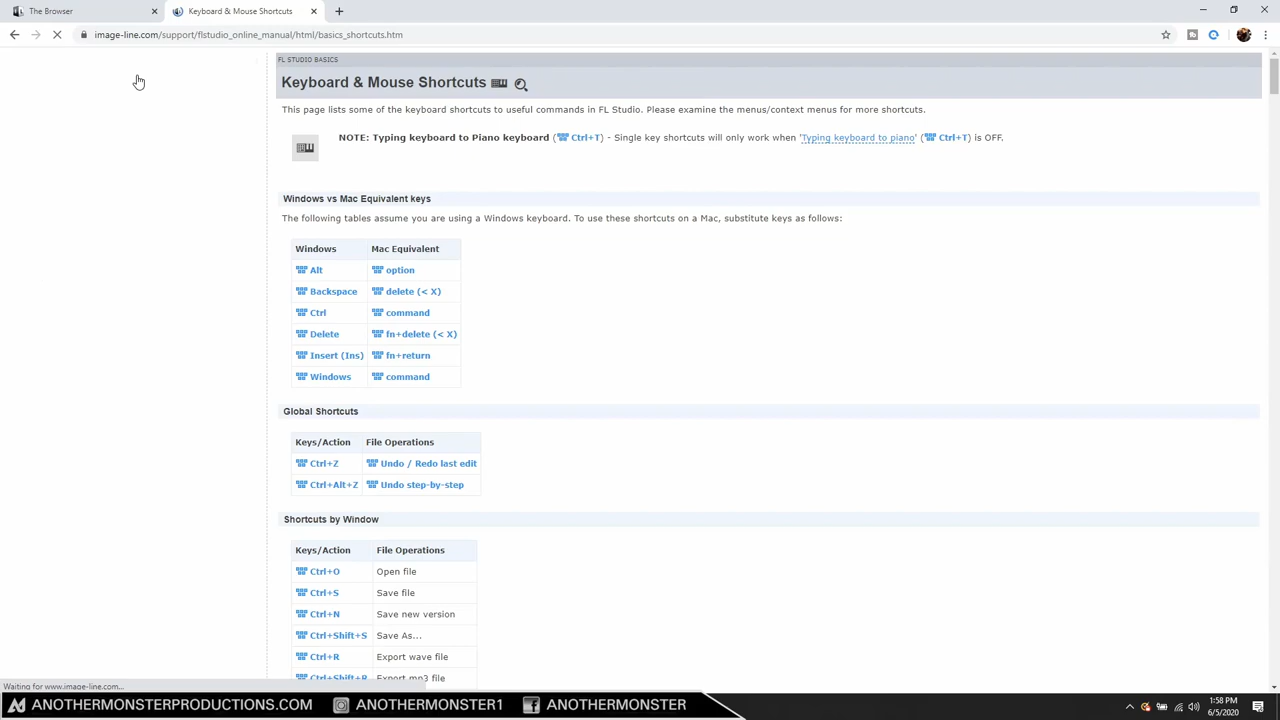 The Browser
Keyboard & Mouse Shortcuts
image-line.com/support/flstudio_online_manual/html/basics_shortcuts.htm
FL STUDIO BASICS
Keyboard & Mouse Shortcuts
This page lists some of the keyboard shortcuts to useful commands in FL Studio. Please examine the menus/context menus for more shortcuts.
NOTE: Typing keyboard to Piano keyboard (Ctrl+T) - Single key shortcuts will only work when 'Typing keyboard to piano' (Ctrl+T) is OFF.
Windows vs Mac Equivalent keys
The following tables assume you are using a Windows keyboard. To use these shortcuts on a Mac, substitute keys as follows:
Windows Mac Equivalent
Alt option
Backspace delete (< X)
Ctrl command
Delete fn+delete (< X)
Insert (Ins) fn+return
Windows command
Global Shortcuts
Keys/Action File Operations
Ctrl+Z Undo / Redo last edit
Ctrl+Alt+Z Undo step-by-step
Shortcuts by Window
Keys/Action File Operations
Ctrl+O Open file
Ctrl+S Save file
Ctrl+N Save new version
Ctrl+Shift+S Save As...
Ctrl+R Export wave file
Ctrl+Shift+R Export mp3 file
Waiting for www.image-line.com...
ANOTHERMONSTERPRODUCTIONS.COM ANOTHERMONSTER1 ANOTHERMONSTER
1:58 PM
6/5/2020